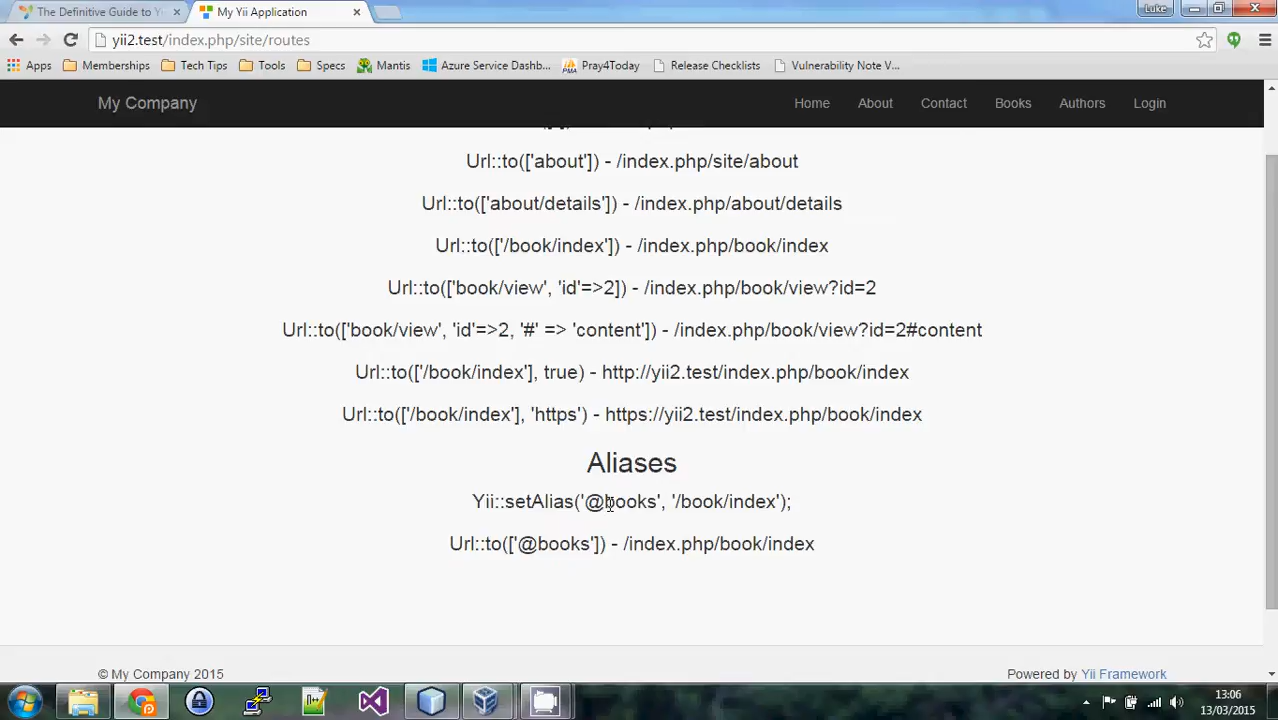 The Definitive Guide to Y
My Yii Application
Luke
yii2.test/index.php/site/routes
Apps Memberships Tech Tips Tools Specs Mantis Azure Service Dashb... Pray4Today Release Checklists Vulnerability Note V...
My Company Home About Contact Books Authors Login
Url::to(['about']) - /index.php/site/about
Url::to(['about/details']) - /index.php/about/details
Url::to(['/book/index']) - /index.php/book/index
Url::to(['book/view', 'id'=>2]) - /index.php/book/view?id=2
Url::to(['book/view', 'id'=>2, '#' => 'content']) - /index.php/book/view?id=2#content
Url::to(['/book/index'], true) - http://yii2.test/index.php/book/index
Url::to(['/book/index'], 'https') - https://yii2.test/index.php/book/index
Aliases
Yii::setAlias('@books', '/book/index');
Url::to(['@books']) - /index.php/book/index
© My Company 2015 Powered by Yii Framework
13:06
13/03/2015